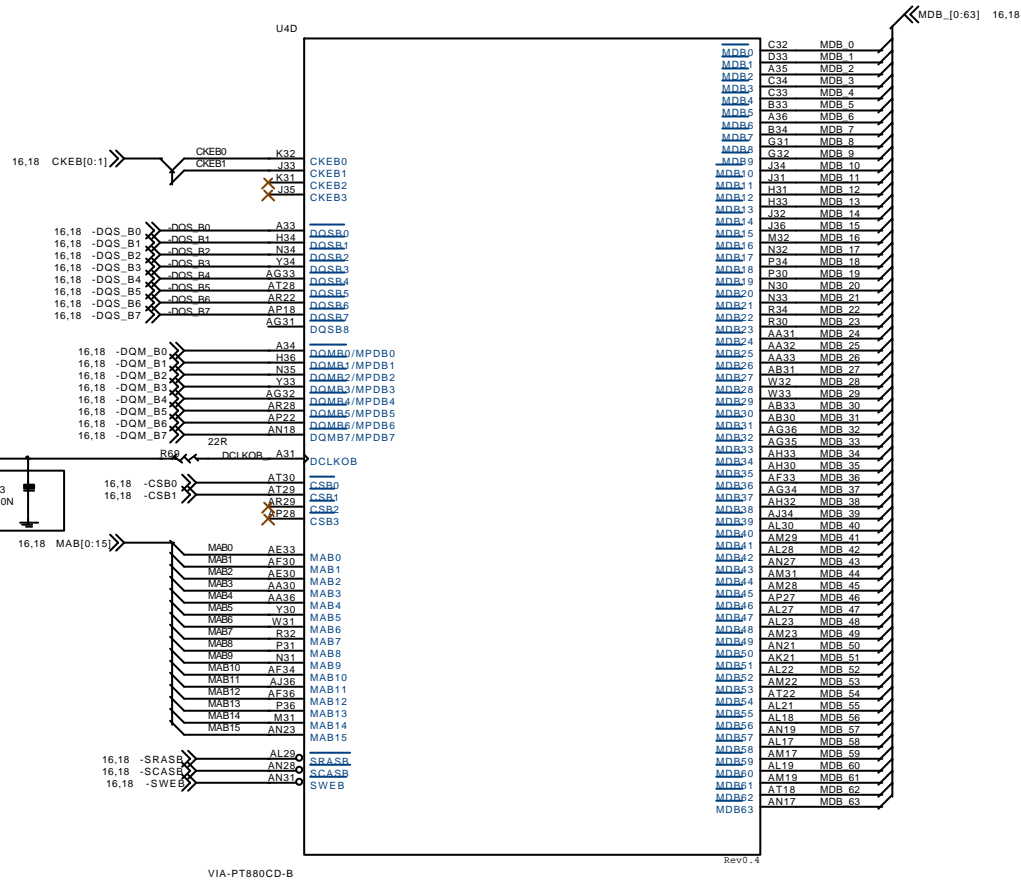 U4D
MDB_[0:63] 16,18
16,18 CKEB[0:1]
CKEB0 K32 CKEB0
CKEB1 J33 CKEB1
K31 CKEB2
J35 CKEB3
16,18 -DQS_B0 -DQS_B0 A33 DQSB0
16,18 -DQS_B1 -DQS_B1 H34 DQSB1
16,18 -DQS_B2 -DQS_B2 N34 DQSB2
16,18 -DQS_B3 -DQS_B3 Y34 DQSB3
16,18 -DQS_B4 -DQS_B4 AG33 DQSB4
16,18 -DQS_B5 -DQS_B5 AT28 DQSB5
16,18 -DQS_B6 -DQS_B6 AR22 DQSB6
16,18 -DQS_B7 -DQS_B7 AP18 DQSB7
AG31 DQSB8
16,18 -DQM_B0 A34 DQMB0/MPDB0
16,18 -DQM_B1 H36 DQMB1/MPDB1
16,18 -DQM_B2 N35 DQMB2/MPDB2
16,18 -DQM_B3 Y33 DQMB3/MPDB3
16,18 -DQM_B4 AG32 DQMB4/MPDB4
16,18 -DQM_B5 AR28 DQMB5/MPDB5
16,18 -DQM_B6 AP22 DQMB6/MPDB6
16,18 -DQM_B7 AN18 DQMB7/MPDB7
22R
R69 DCLKOB A31 DCLKOB
3
0N
16,18 -CSB0 AT30 CSB0
16,18 -CSB1 AT29 CSB1
AR29 CSB2
AP28 CSB3
16,18 MAB[0:15]
MAB0 AE33 MAB0
MAB1 AF30 MAB1
MAB2 AE30 MAB2
MAB3 AA30 MAB3
MAB4 AA36 MAB4
MAB5 Y30 MAB5
MAB6 W31 MAB6
MAB7 R32 MAB7
MAB8 P31 MAB8
MAB9 N31 MAB9
MAB10 AF34 MAB10
MAB11 AJ36 MAB11
MAB12 AF36 MAB12
MAB13 P36 MAB13
MAB14 M31 MAB14
MAB15 AN23 MAB15
16,18 -SRASB AL29 SRASB
16,18 -SCASB AN28 SCASB
16,18 -SWEB AN31 SWEB
MDB0 C32 MDB_0
MDB1 D33 MDB_1
MDB2 A35 MDB_2
MDB3 C34 MDB_3
MDB4 C33 MDB_4
MDB5 B33 MDB_5
MDB6 A36 MDB_6
MDB7 B34 MDB_7
MDB8 G31 MDB_8
MDB9 G32 MDB_9
MDB10 J34 MDB_10
MDB11 J31 MDB_11
MDB12 H31 MDB_12
MDB13 H33 MDB_13
MDB14 J32 MDB_14
MDB15 J36 MDB_15
MDB16 M32 MDB_16
MDB17 N32 MDB_17
MDB18 P34 MDB_18
MDB19 P30 MDB_19
MDB20 N30 MDB_20
MDB21 N33 MDB_21
MDB22 R34 MDB_22
MDB23 R30 MDB_23
MDB24 AA31 MDB_24
MDB25 AA32 MDB_25
MDB26 AA33 MDB_26
MDB27 AB31 MDB_27
MDB28 W32 MDB_28
MDB29 W33 MDB_29
MDB30 AB33 MDB_30
MDB31 AB30 MDB_31
MDB32 AG36 MDB_32
MDB33 AG35 MDB_33
MDB34 AH33 MDB_34
MDB35 AH30 MDB_35
MDB36 AF33 MDB_36
MDB37 AG34 MDB_37
MDB38 AH32 MDB_38
MDB39 AJ34 MDB_39
MDB40 AL30 MDB_40
MDB41 AM29 MDB_41
MDB42 AL28 MDB_42
MDB43 AN27 MDB_43
MDB44 AM31 MDB_44
MDB45 AM28 MDB_45
MDB46 AP27 MDB_46
MDB47 AL27 MDB_47
MDB48 AL23 MDB_48
MDB49 AM23 MDB_49
MDB50 AN21 MDB_50
MDB51 AK21 MDB_51
MDB52 AL22 MDB_52
MDB53 AM22 MDB_53
MDB54 AT22 MDB_54
MDB55 AL21 MDB_55
MDB56 AL18 MDB_56
MDB57 AN19 MDB_57
MDB58 AL17 MDB_58
MDB59 AM17 MDB_59
MDB60 AL19 MDB_60
MDB61 AM19 MDB_61
MDB62 AT18 MDB_62
MDB63 AN17 MDB_63
Rev0.4
VIA-PT880CD-B